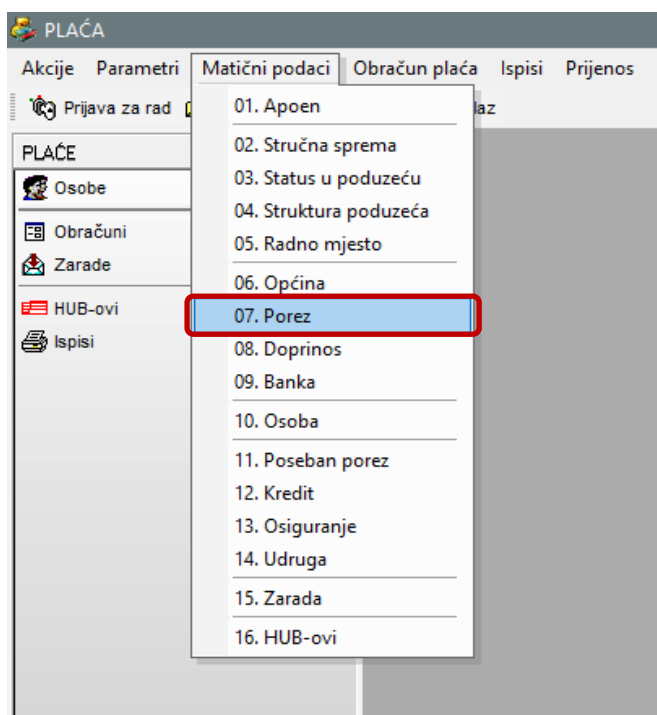 PLAĆA
Akcije Parametri Matični podaci Obračun plaća Ispisi Prijenos
Prijava za rad laz
PLAĆE
Osobe
Obračuni
Zarade
HUB-ovi
Ispisi
01. Apoen
02. Stručna sprema
03. Status u poduzeću
04. Struktura poduzeća
05. Radno mjesto
06. Općina
07. Porez
08. Doprinos
09. Banka
10. Osoba
11. Poseban porez
12. Kredit
13. Osiguranje
14. Udruga
15. Zarada
16. HUB-ovi